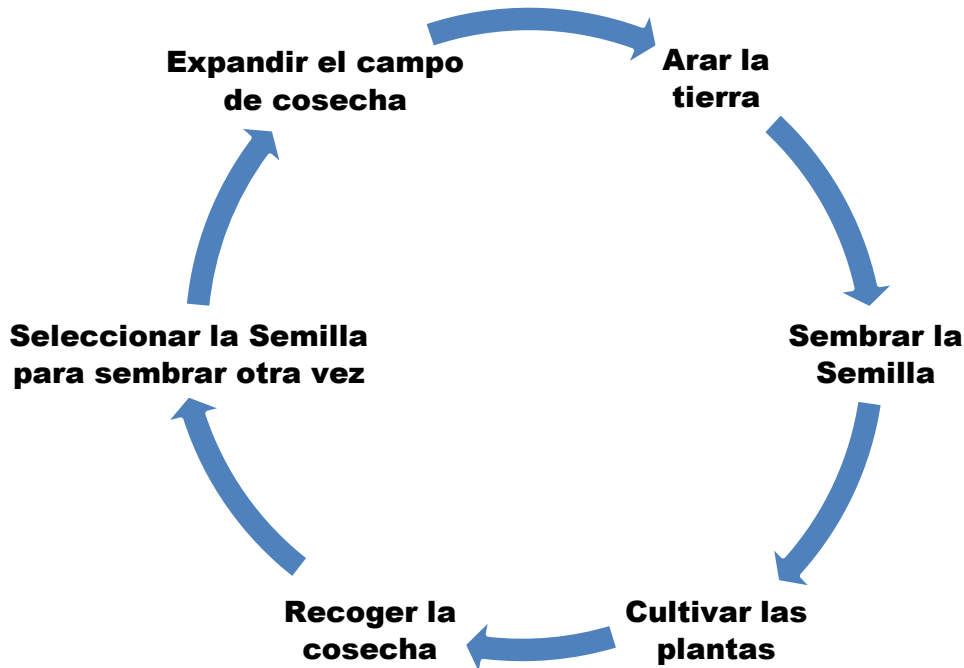 Expandir el campo
de cosecha
Arar la
tierra
Sembrar la
Semilla
Cultivar las
plantas
Recoger la
cosecha
Seleccionar la Semilla
para sembrar otra vez